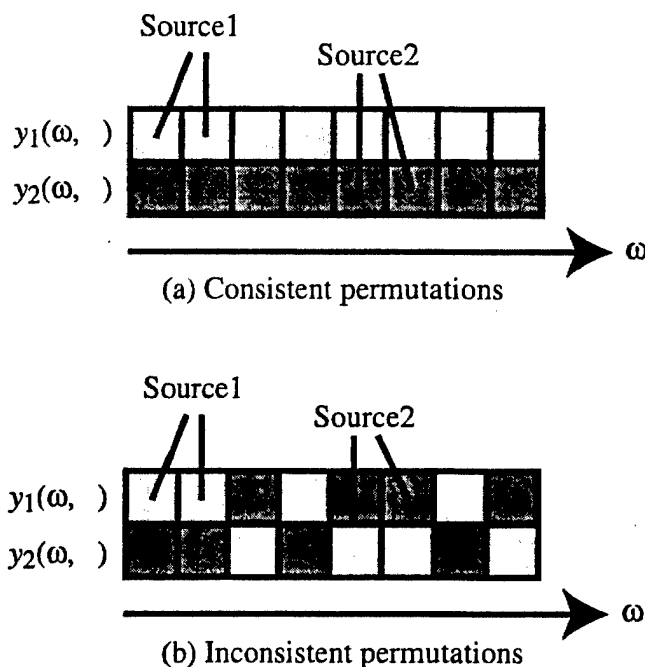 Source1
Source2
y₁(ω, )
y₂(ω, )
ω
(a) Consistent permutations
Source1
Source2
y₁(ω, )
y₂(ω, )
ω
(b) Inconsistent permutations